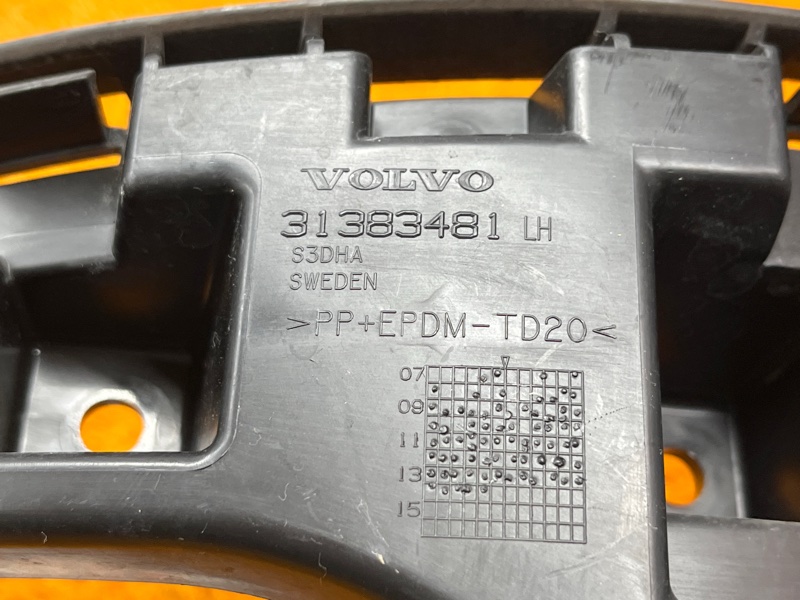 VOLVO
31383481 LH
S3DHA
SWEDEN
>PP+EPDM-TD20<
07
09
11
13
15